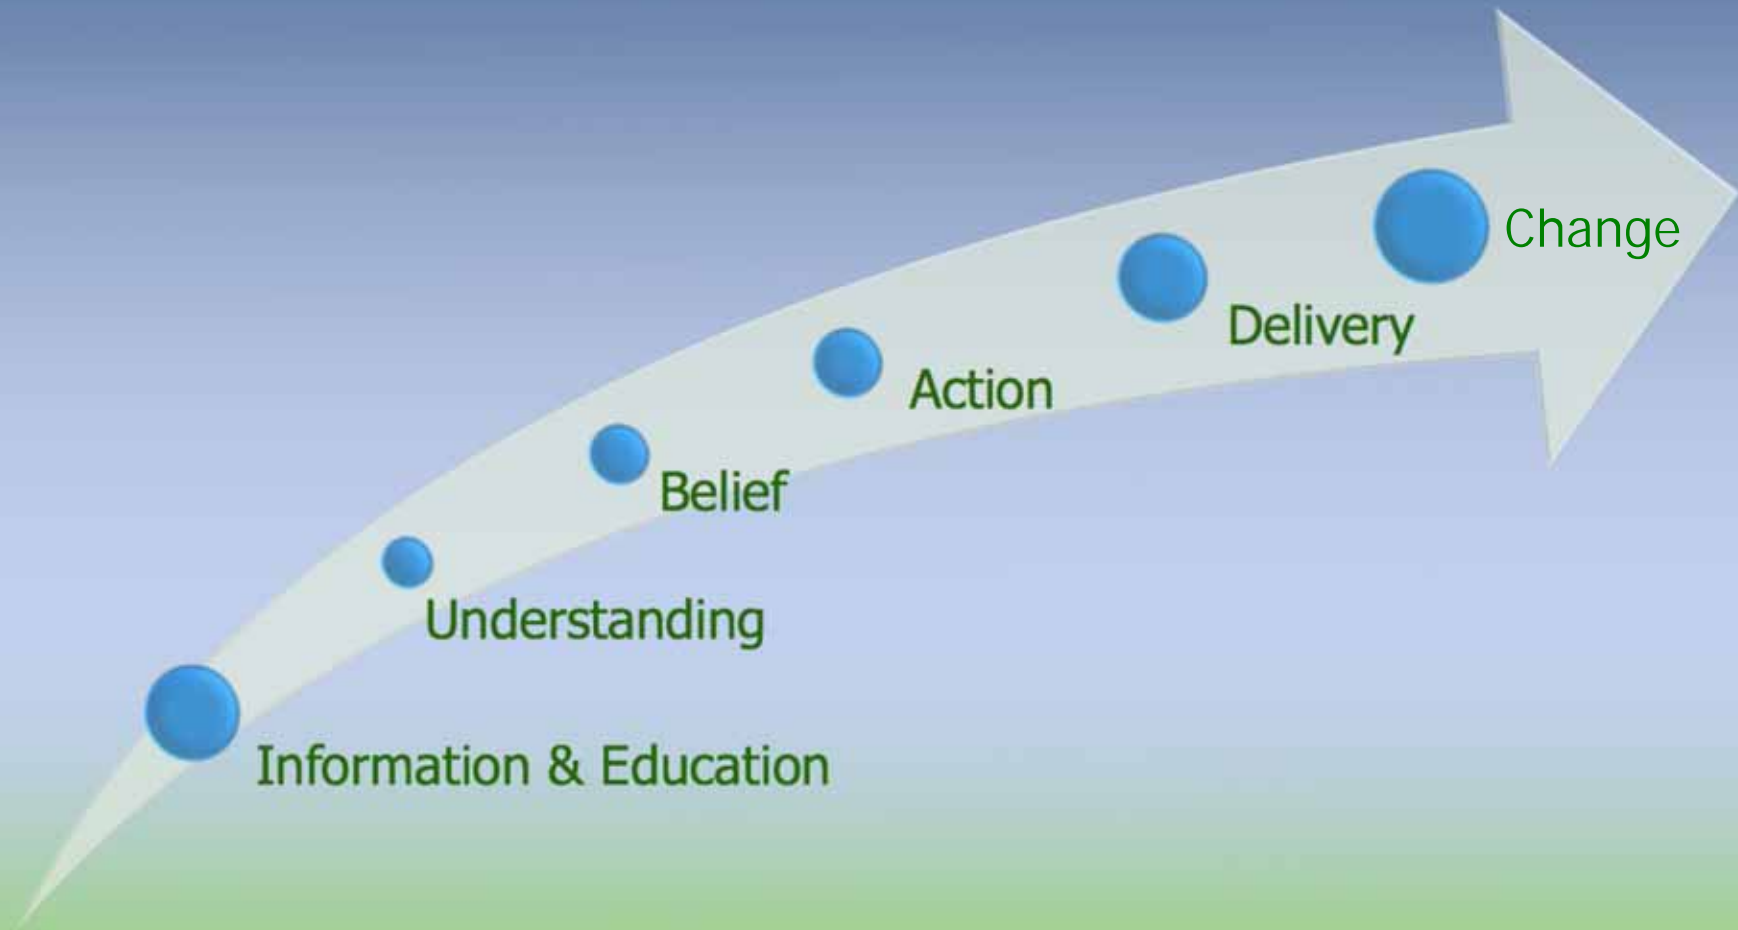 Change
Delivery
Action
Belief
Understanding
Information & Education